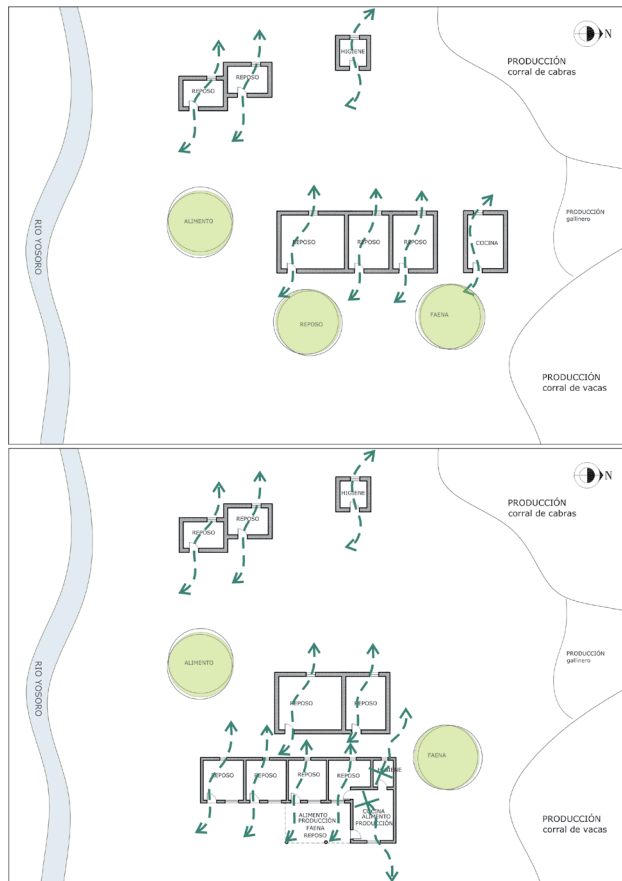 N
HIGIENE
PRODUCCIÓN
corral de cabras
REPOSO
REPOSO
ALIMENTO
RIO YOSORO
PRODUCCIÓN
gallinero
REPOSO
REPOSO
REPOSO
COCINA
REPOSO
FAENA
PRODUCCIÓN
corral de vacas
N
HIGIENE
PRODUCCIÓN
corral de cabras
REPOSO
REPOSO
ALIMENTO
RIO YOSORO
PRODUCCIÓN
gallinero
REPOSO
REPOSO
FAENA
REPOSO
REPOSO
REPOSO
REPOSO
HIGIENE
ALIMENTO
PRODUCCIÓN
FAENA
REPOSO
COCINA
ALIMENTO
PRODUCCIÓN
PRODUCCIÓN
corral de vacas